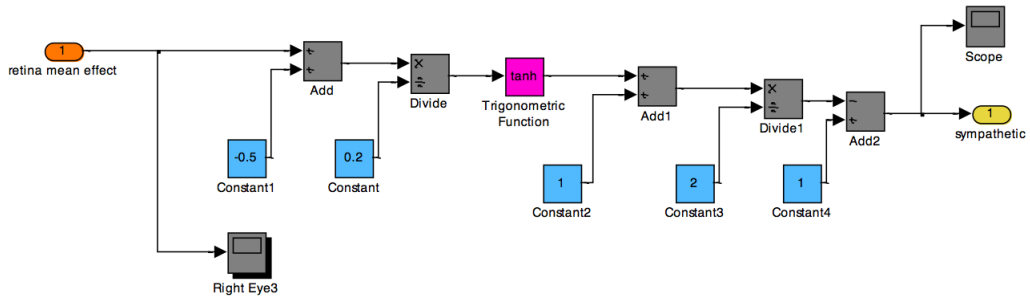 1
retina mean effect
Add
Divide
tanh
Trigonometric
Function
Add1
Divide1
Add2
Scope
1
sympathetic
-0.5
Constant1
0.2
Constant
1
Constant2
2
Constant3
1
Constant4
Right Eye3